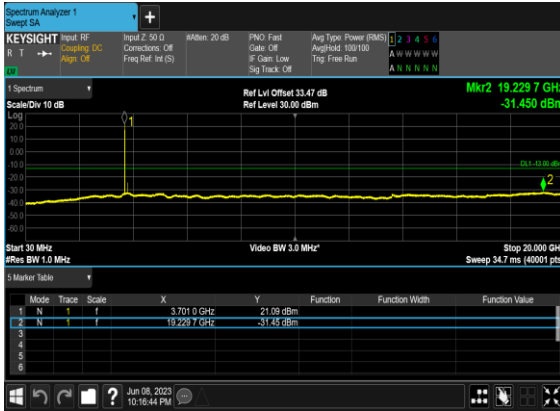 Spectrum Analyzer 1
Swept SA
+
KEYSIGHT Input: RF Input Z: 50 Ω #Atten: 20 dB PNO: Fast Avg Type: Power (RMS) 1 2 3 4 5 6
R T Coupling: DC Corrections: Off Gate: Off Avg|Hold: 100/100 A W W W W W
Align: Off Freq Ref: Int (S) IF Gain: Low Trig: Free Run
Sig Track: Off A N N N N N
1 Spectrum Ref Lvl Offset 33.47 dB Mkr2 19.229 7 GHz
Scale/Div 10 dB Ref Level 30.00 dBm -31.450 dBm
Log
1
20.0
10.0
0.00
-10.0
DL1 -13.00 dBm
-20.0
2
-30.0
-40.0
-50.0
-60.0
Start 30 MHz Video BW 3.0 MHz* Stop 20.000 GHz
#Res BW 1.0 MHz Sweep 34.7 ms (40001 pts)
5 Marker Table
Mode Trace Scale X Y Function Function Width Function Value
1 N 1 f 3.701 0 GHz 21.09 dBm
2 N 1 f 19.229 7 GHz -31.45 dBm
3
4
5
6
? Jun 08, 2023
10:16:44 PM